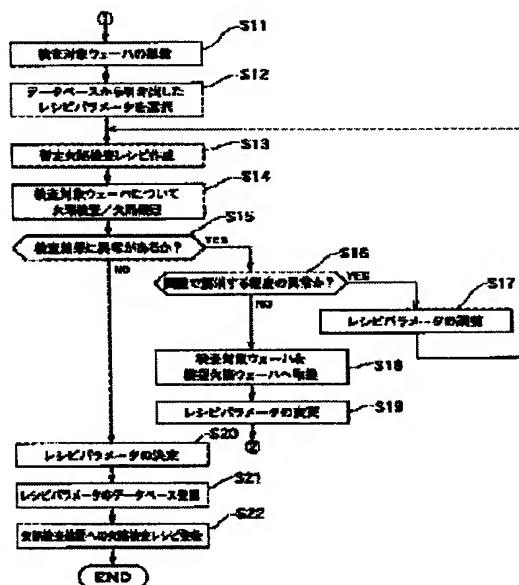 ①
検査対象ウェーハの搭載
S11
データベースから引き出した
レシピパラメータを選択
S12
暫定欠陥検査レシピ作成
S13
検査対象ウェーハについて
欠陥検査/欠陥確認
S14
検査結果に異常があるか?
S15
YES
NO
調整で解消する程度の異常か?
S16
YES
NO
レシピパラメータの調整
S17
検査対象ウェーハを
模型欠陥ウェーハへ
S18
レシピパラメータの変更
S19
②
レシピパラメータの決定
S20
レシピパラメータのデータベース登録
S21
欠陥検査装置への欠陥検査レシピ登録
S22
END